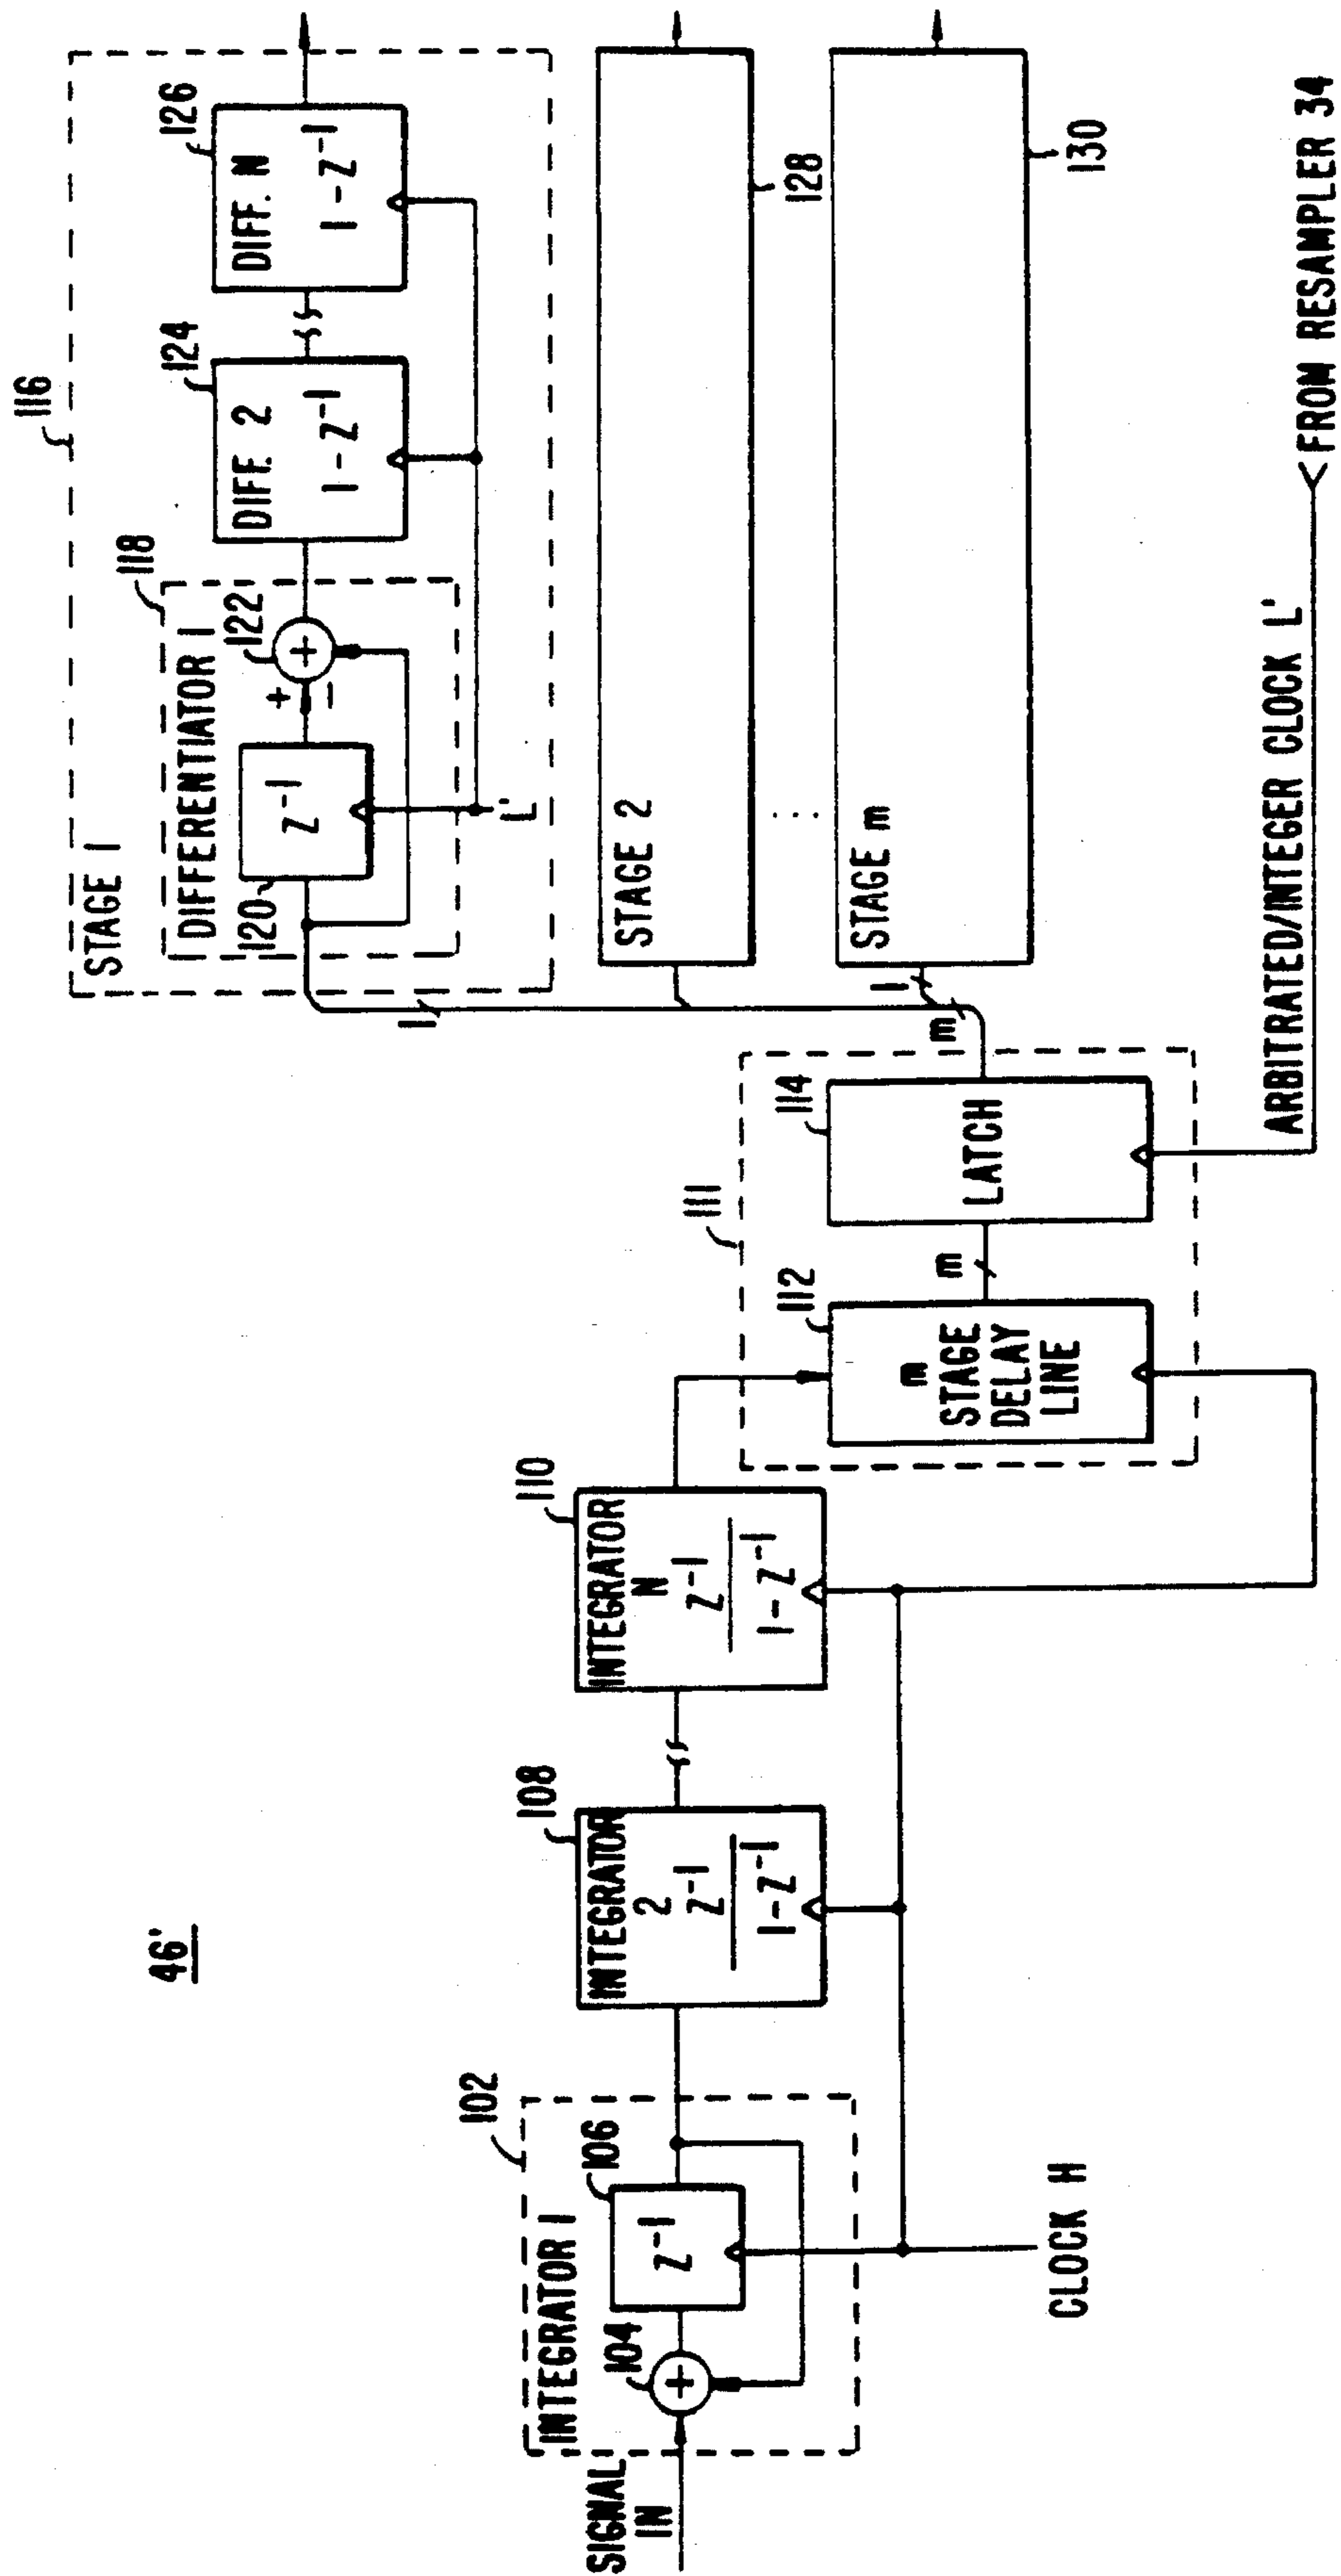 46'
SIGNAL
IN
INTEGRATOR 1
102
104
106
Z⁻¹
CLOCK H
INTEGRATOR
2
108
Z⁻¹
1 - Z⁻¹
INTEGRATOR
N
110
Z⁻¹
1 - Z⁻¹
111
112
m
STAGE
DELAY
LINE
m
114
LATCH
m
1
1
ARBITRATED/INTEGER CLOCK L'
FROM RESAMPLER 34
STAGE 1
116
DIFFERENTIATOR 1
118
120
Z⁻¹
122
+
-
L'
DIFF. 2
124
1 - Z⁻¹
DIFF. N
126
1 - Z⁻¹
STAGE 2
128
...
STAGE m
130